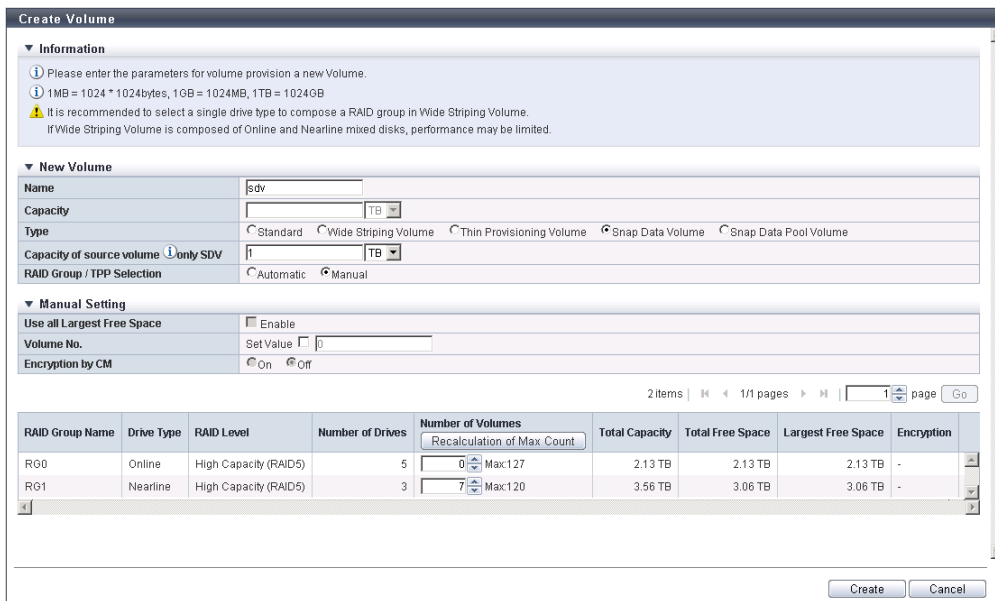 Create Volume
Information
Please enter the parameters for volume provision a new Volume.
1MB = 1024 * 1024bytes, 1GB = 1024MB, 1TB = 1024GB
It is recommended to select a single drive type to compose a RAID group in Wide Striping Volume.
If Wide Striping Volume is composed of Online and Nearline mixed disks, performance may be limited.
New Volume
Name sdv
Capacity TB
Type Standard Wide Striping Volume Thin Provisioning Volume Snap Data Volume Snap Data Pool Volume
Capacity of source volume only SDV 1 TB
RAID Group / TPP Selection Automatic Manual
Manual Setting
Use all Largest Free Space Enable
Volume No. Set Value 0
Encryption by CM On Off
2 items 1/1 pages 1 page Go
RAID Group Name Drive Type RAID Level Number of Drives Number of Volumes Recalculation of Max Count Total Capacity Total Free Space Largest Free Space Encryption
RG0 Online High Capacity (RAID5) 5 0 Max:127 2.13 TB 2.13 TB 2.13 TB -
RG1 Nearline High Capacity (RAID5) 3 7 Max:120 3.56 TB 3.06 TB 3.06 TB -
Create Cancel